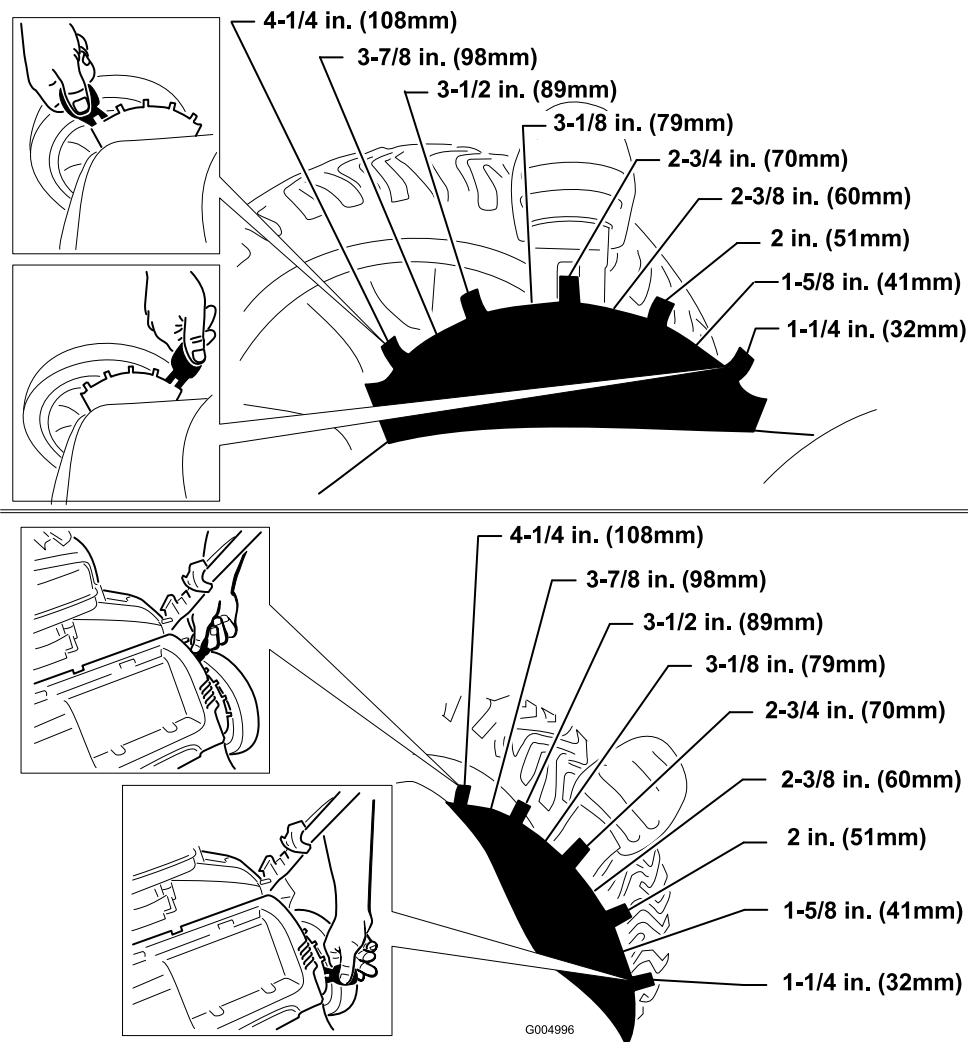 4-1/4 in. (108mm)
3-7/8 in. (98mm)
3-1/2 in. (89mm)
3-1/8 in. (79mm)
2-3/4 in. (70mm)
2-3/8 in. (60mm)
2 in. (51mm)
1-5/8 in. (41mm)
1-1/4 in. (32mm)
4-1/4 in. (108mm)
3-7/8 in. (98mm)
3-1/2 in. (89mm)
3-1/8 in. (79mm)
2-3/4 in. (70mm)
2-3/8 in. (60mm)
2 in. (51mm)
1-5/8 in. (41mm)
1-1/4 in. (32mm)
G004996